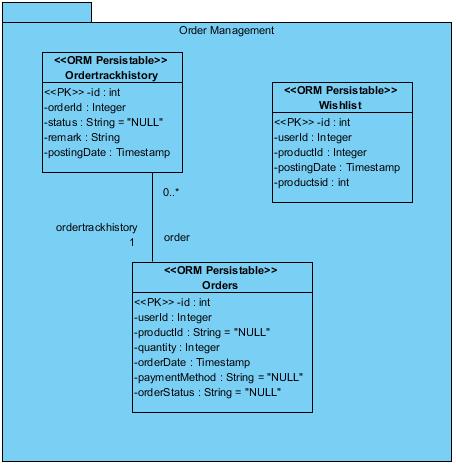 Order Management
<<ORM Persistable>>
Ordertrackhistory
<<PK>> -id : int
-orderId : Integer
-status : String = "NULL"
-remark : String
-postingDate : Timestamp
<<ORM Persistable>>
Wishlist
<<PK>> -id : int
-userId : Integer
-productId : Integer
-postingDate : Timestamp
-productsid : int
0..*
ordertrackhistory
1
order
<<ORM Persistable>>
Orders
<<PK>> -id : int
-userId : Integer
-productId : String = "NULL"
-quantity : Integer
-orderDate : Timestamp
-paymentMethod : String = "NULL"
-orderStatus : String = "NULL"